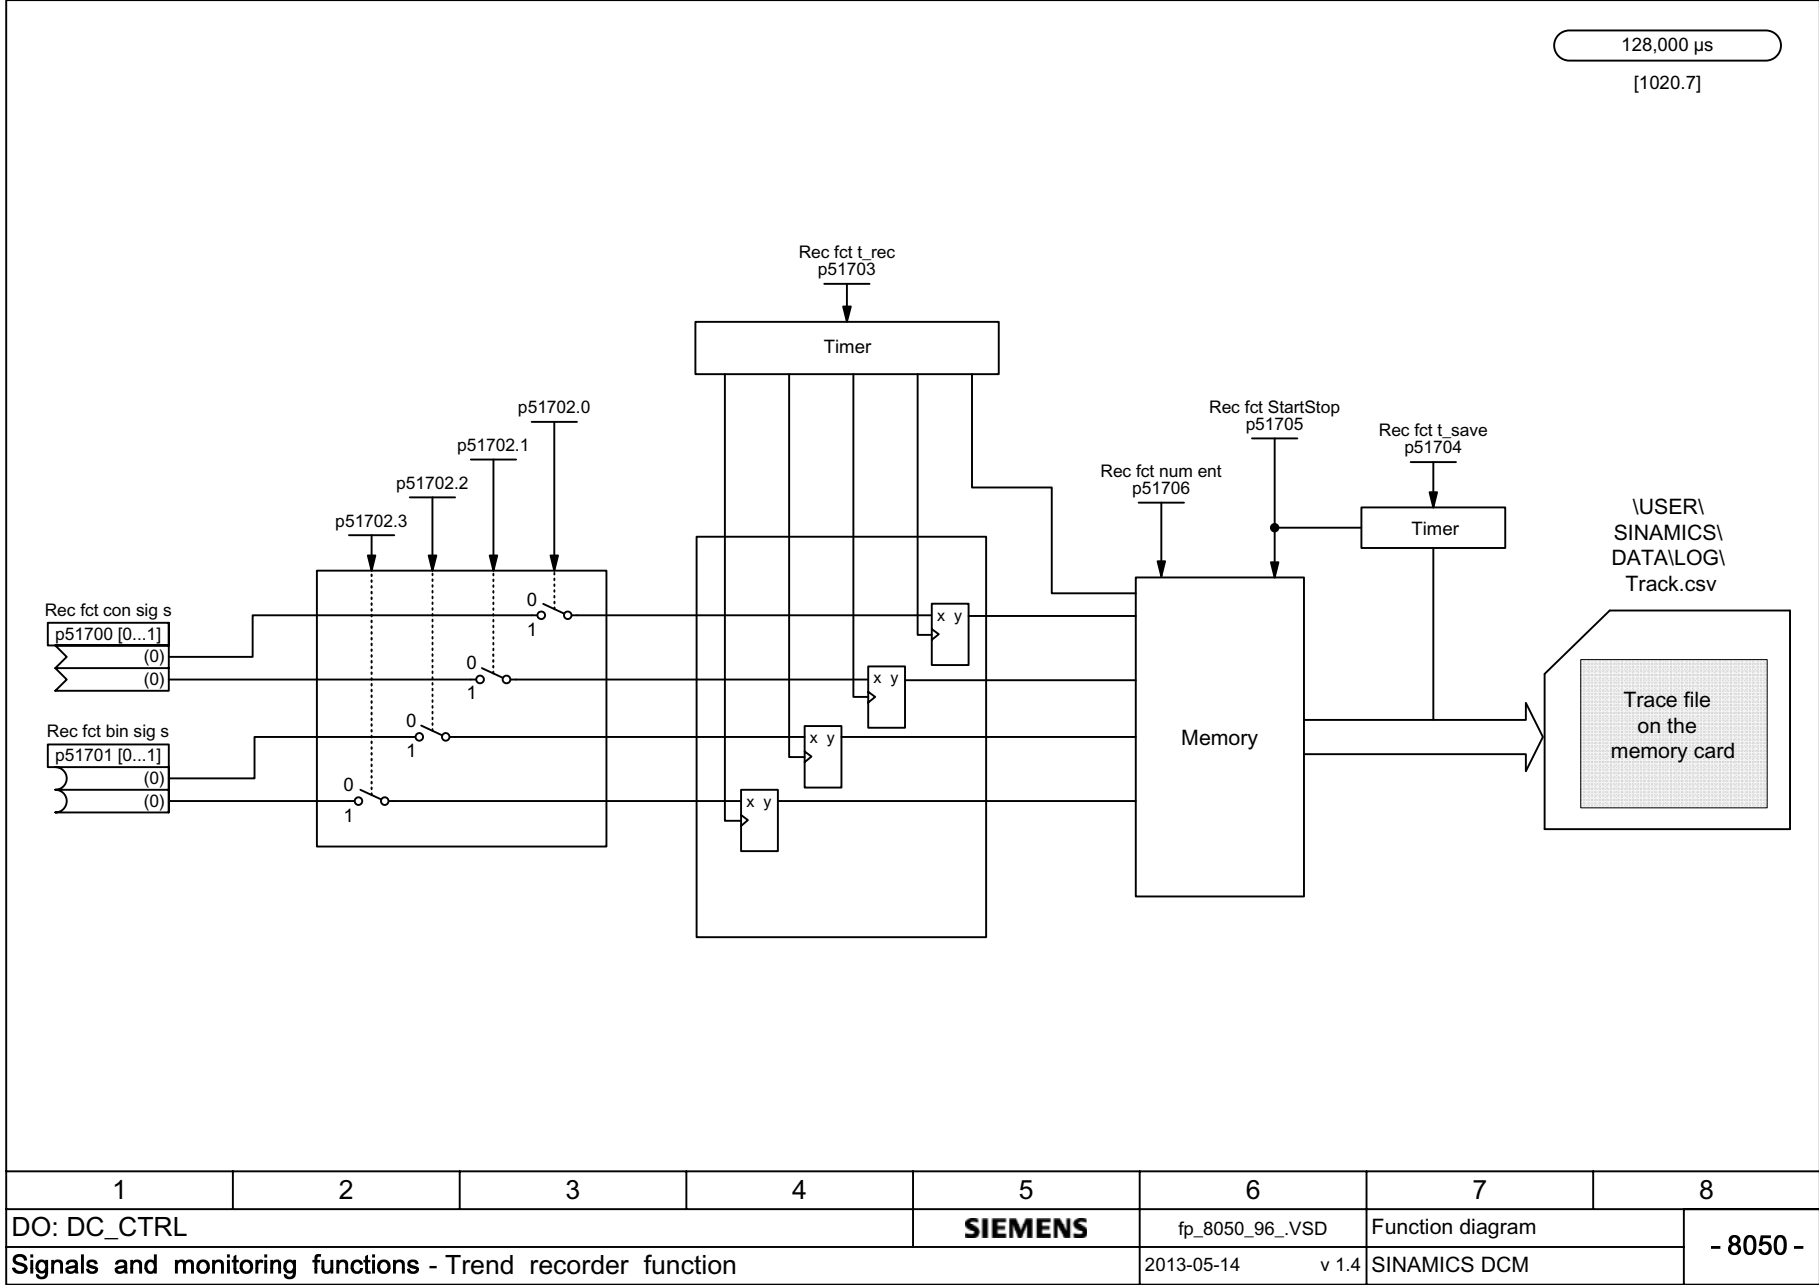 128,000 µs
[1020.7]
Rec fct t_rec
p51703
Timer
p51702.0
p51702.1
p51702.2
p51702.3
Rec fct StartStop
p51705
Rec fct t_save
p51704
Rec fct num ent
p51706
Timer
\USER\
SINAMICS\
DATA\LOG\
Track.csv
Rec fct con sig s
p51700 [0...1]
(0)
(0)
0
1
0
1
x y
x y
Rec fct bin sig s
p51701 [0...1]
(0)
(0)
0
1
0
1
x y
x y
Memory
Trace file
on the
memory card
1 2 3 4 5 6 7 8
DO: DC_CTRL
SIEMENS
fp_8050_96_.VSD
Function diagram
- 8050 -
Signals and monitoring functions - Trend recorder function
2013-05-14
v 1.4
SINAMICS DCM